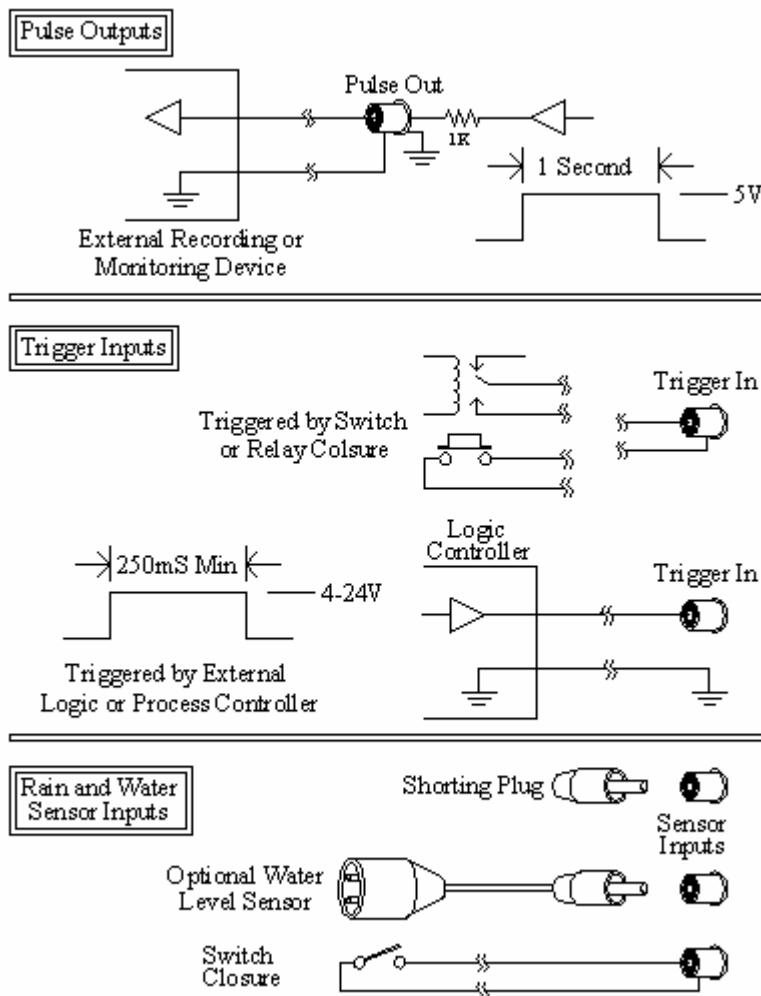 Pulse Outputs
Pulse Out
1K
1 Second
5V
External Recording or
Monitoring Device
Trigger Inputs
Trigger In
Triggered by Switch
or Relay Colsure
Logic
Controller
250mS Min
Trigger In
4-24V
Triggered by External
Logic or Process Controller
Rain and Water
Sensor Inputs
Shorting Plug
Sensor
Inputs
Optional Water
Level Sensor
Switch
Closure